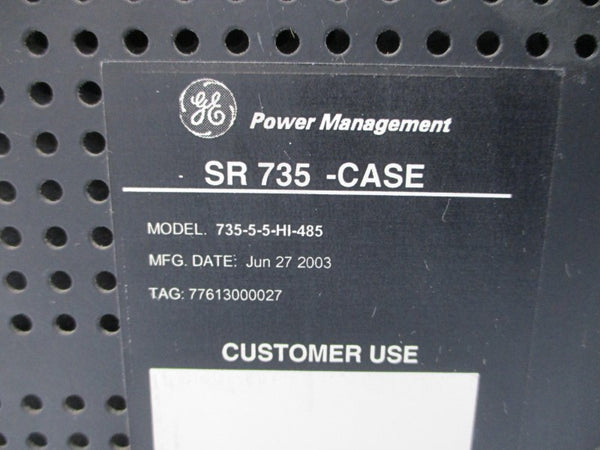 GE Power Management
SR 735 -CASE
MODEL. 735-5-5-HI-485
MFG. DATE: Jun 27 2003
TAG: 77613000027
CUSTOMER USE